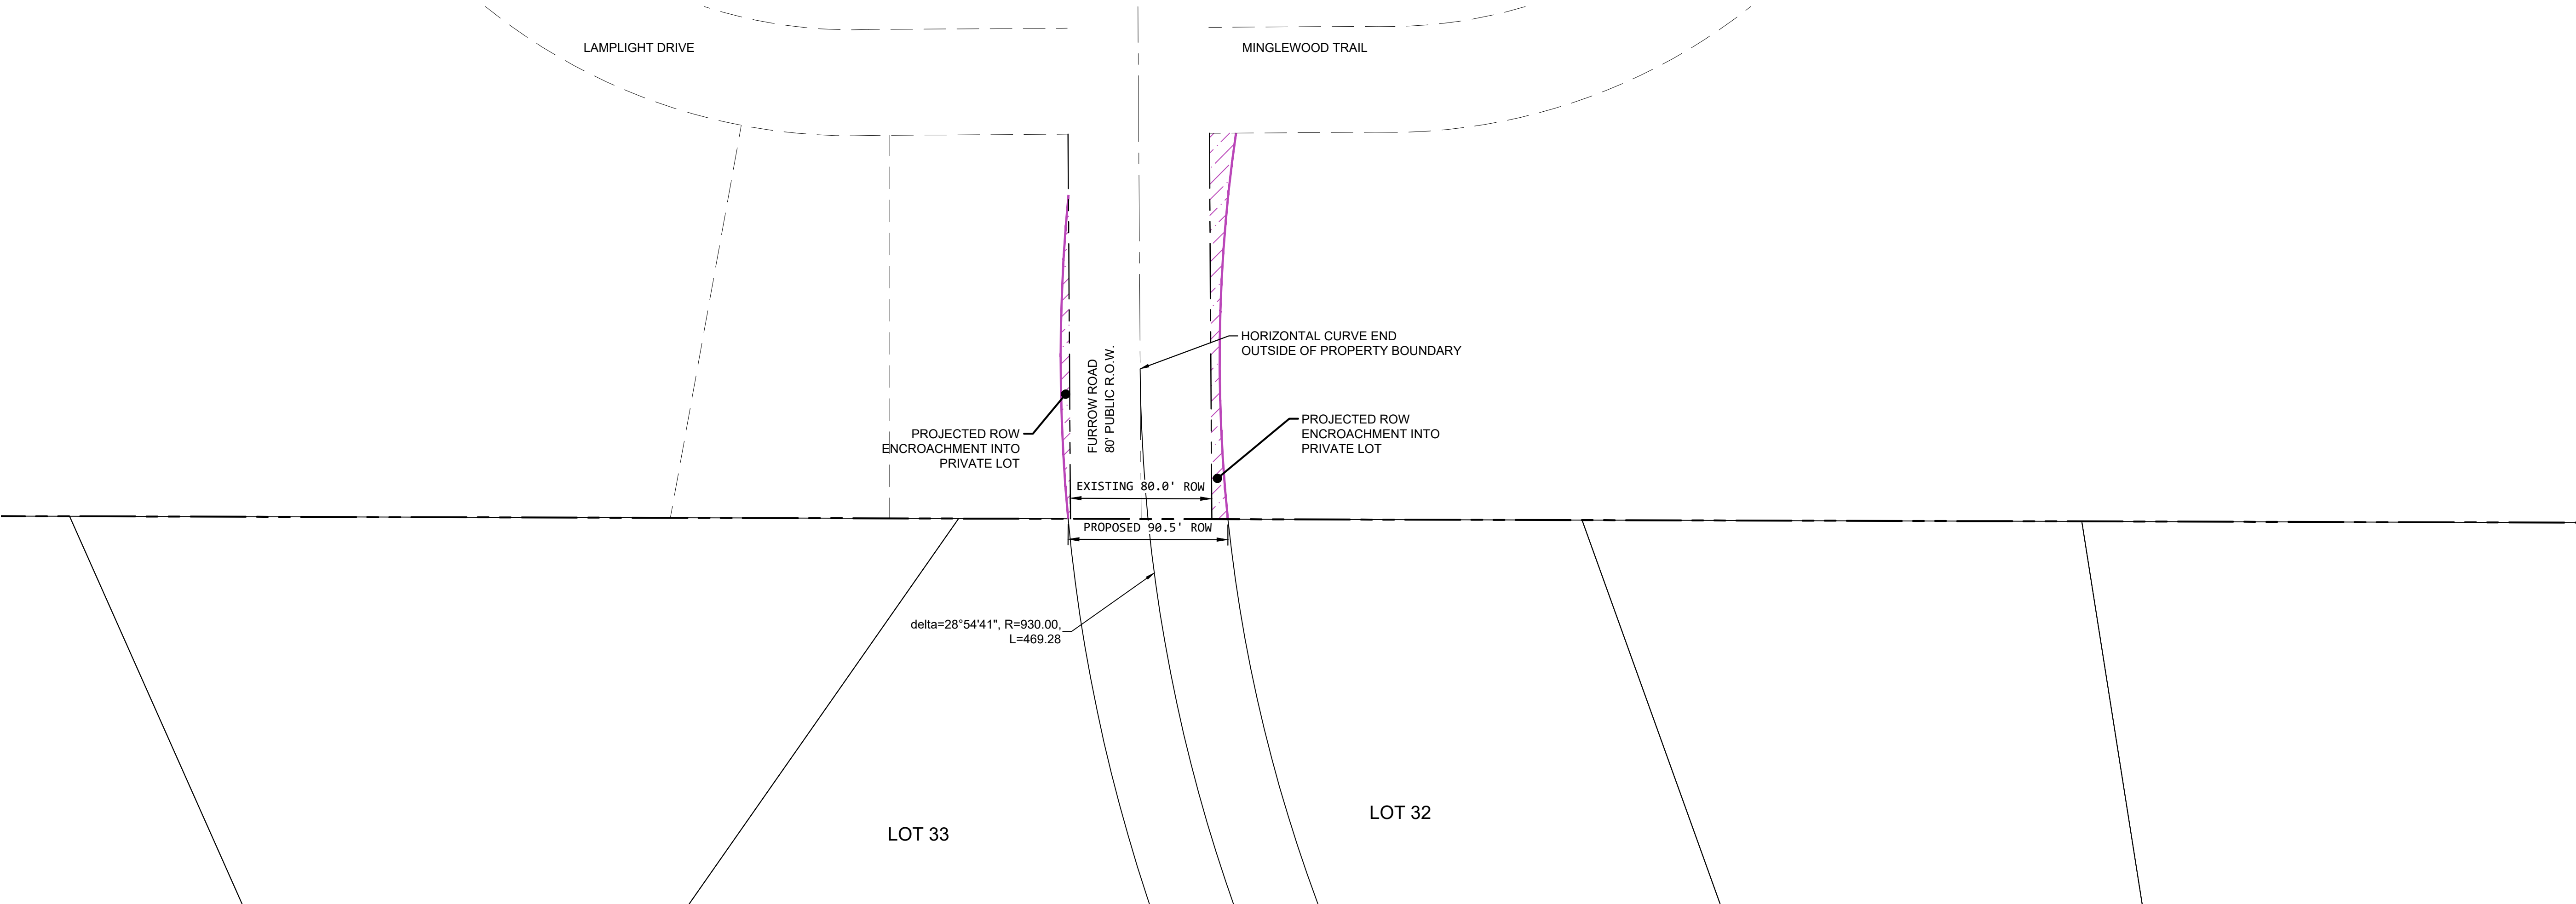 LAMPLIGHT DRIVE
MINGLEWOOD TRAIL
HORIZONTAL CURVE END
OUTSIDE OF PROPERTY BOUNDARY
FURROW ROAD
80' PUBLIC R.O.W.
PROJECTED ROW
ENCROACHMENT INTO
PRIVATE LOT
PROJECTED ROW
ENCROACHMENT INTO
PRIVATE LOT
EXISTING 80.0' ROW
PROPOSED 90.5' ROW
delta=28°54'41", R=930.00,
L=469.28
LOT 33
LOT 32